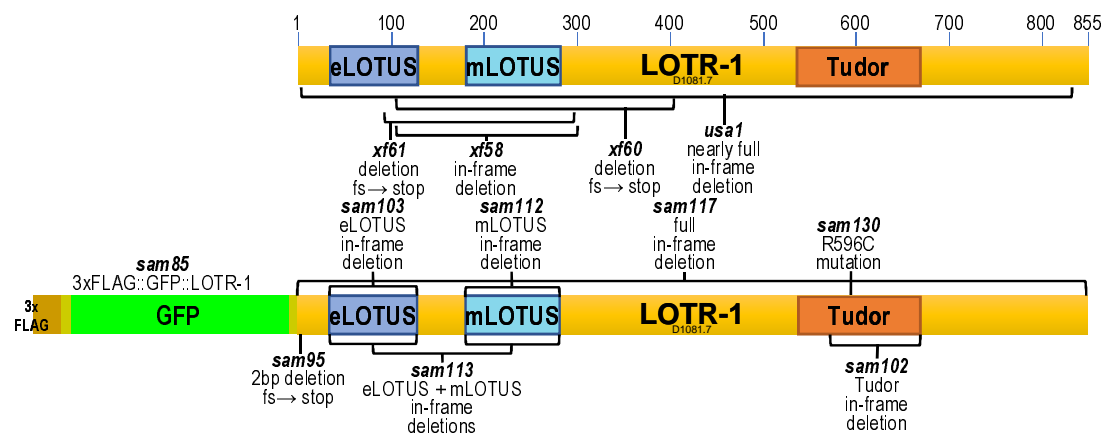 1 100 200 300 400 500 600 700 800 855
eLOTUS mLOTUS LOTR-1 Tudor
D1081.7
xf61
deletion
fs→ stop
xf58
in-frame
deletion
xf60
deletion
fs→ stop
usa1
nearly full
in-frame
deletion
sam103
eLOTUS
in-frame
deletion
sam112
mLOTUS
in-frame
deletion
sam117
full
in-frame
deletion
sam130
R596C
mutation
sam85
3xFLAG::GFP::LOTR-1
3x
FLAG
GFP eLOTUS mLOTUS LOTR-1 Tudor
D1081.7
sam95
2bp deletion
fs→ stop
sam113
eLOTUS + mLOTUS
in-frame
deletions
sam102
Tudor
in-frame
deletion